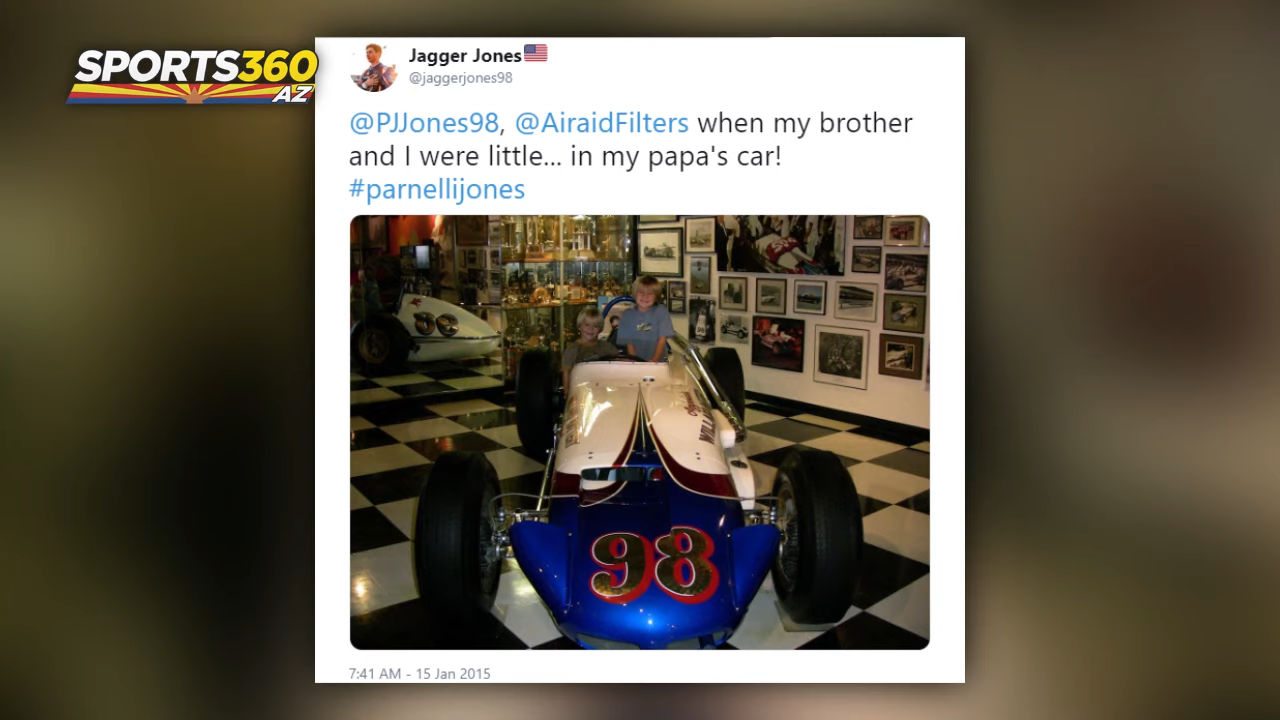 SPORTS360
AZ
Jagger Jones
@jaggerjones98
@PJJones98, @AiraidFilters when my brother
and I were little... in my papa's car!
#parnellijones
98
98
7:41 AM - 15 Jan 2015